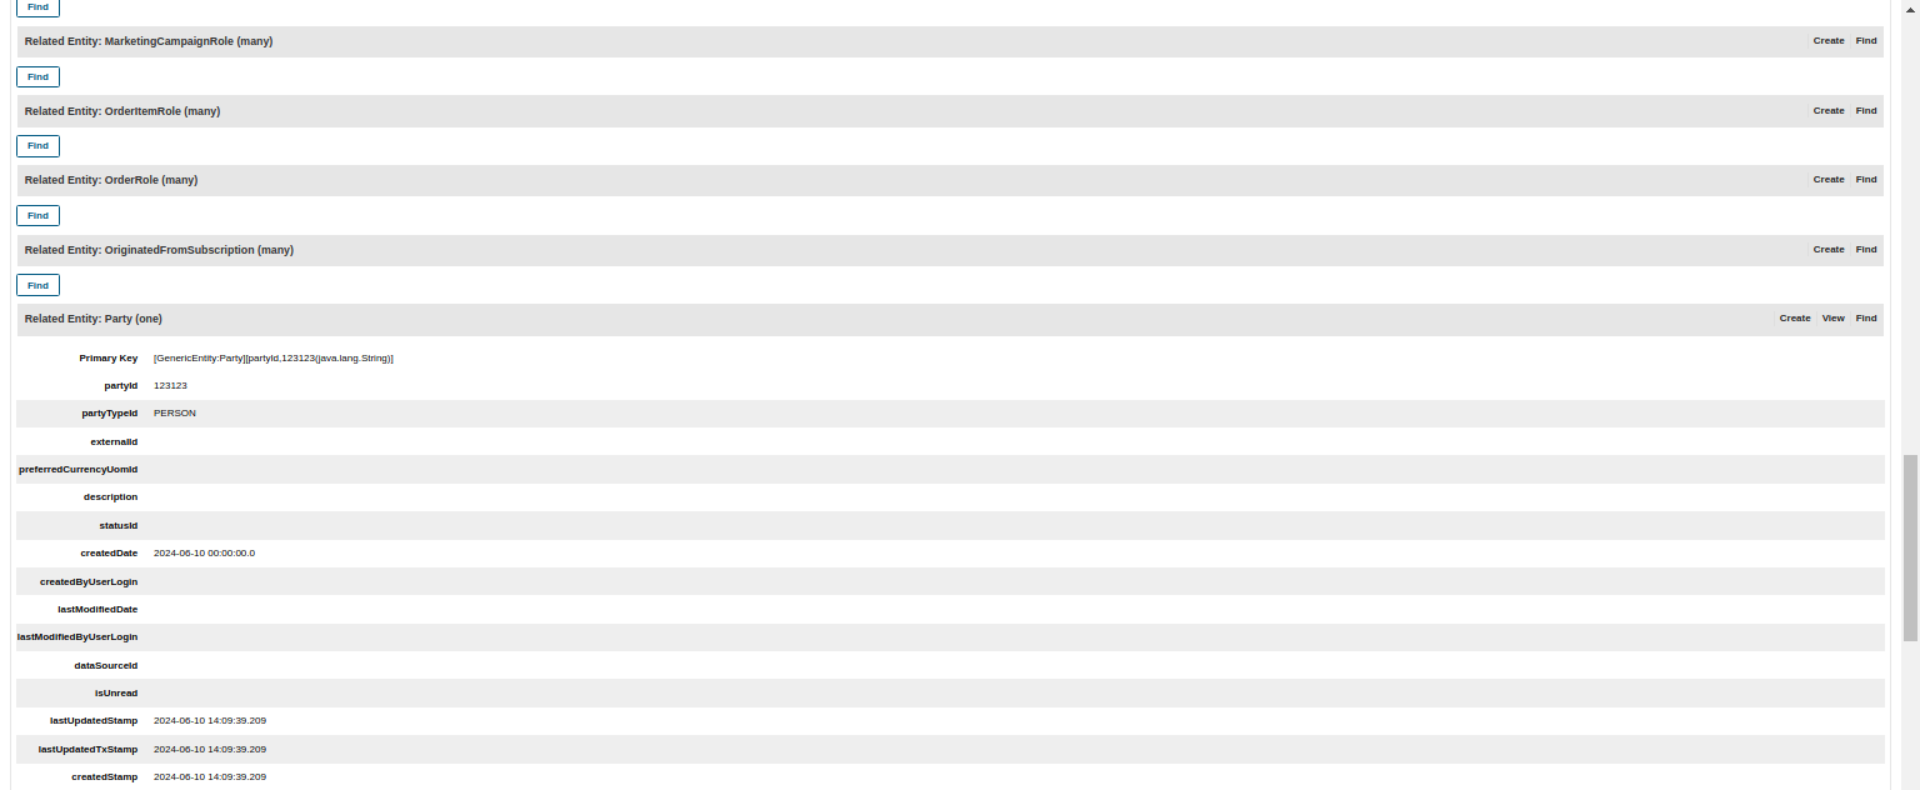 Find
Related Entity: MarketingCampaignRole (many) Create Find
Find
Related Entity: OrderItemRole (many) Create Find
Find
Related Entity: OrderRole (many) Create Find
Find
Related Entity: OriginatedFromSubscription (many) Create Find
Find
Related Entity: Party (one) Create View Find
Primary Key [GenericEntity:Party][partyId,123123(java.lang.String)]
partyId 123123
partyTypeId PERSON
externalId
preferredCurrencyUomId
description
statusId
createdDate 2024-06-10 00:00:00.0
createdByUserLogin
lastModifiedDate
lastModifiedByUserLogin
dataSourceId
isUnread
lastUpdatedStamp 2024-06-10 14:09:39.209
lastUpdatedTxStamp 2024-06-10 14:09:39.209
createdStamp 2024-06-10 14:09:39.209